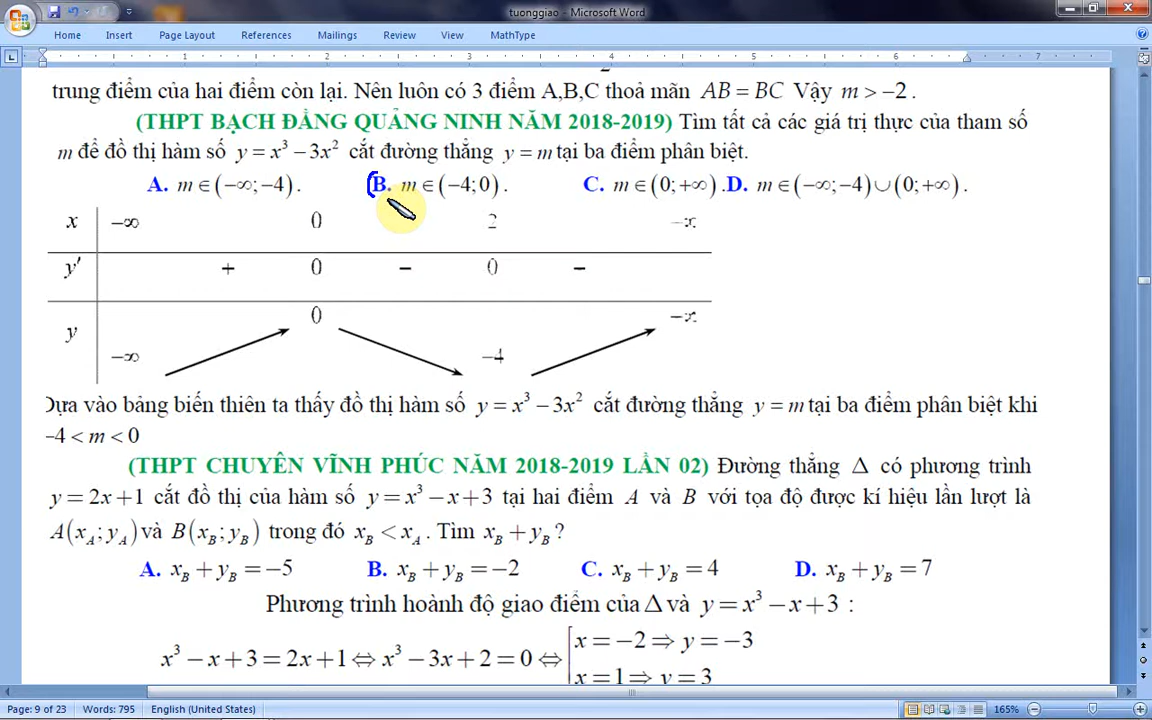 tuonggiao - Microsoft Word
Home Insert Page Layout References Mailings Review View MathType
1 2 3 4 5 6 7
trung điểm của hai điểm còn lại. Nên luôn có 3 điểm A,B,C thoả mãn AB = BC Vậy m > −2 .
(THPT BẠCH ĐẰNG QUẢNG NINH NĂM 2018-2019) Tìm tất cả các giá trị thực của tham số
m để đồ thị hàm số y = x³ − 3x² cắt đường thẳng y = m tại ba điểm phân biệt.
A. m ∈ (−∞; −4) . B. m ∈ (−4; 0) . C. m ∈ (0; +∞) . D. m ∈ (−∞; −4) ∪ (0; +∞) .
x −∞ 0 2 −∞
y′ + 0 − 0 −
0 −∞
y
−∞ −4
Dựa vào bảng biến thiên ta thấy đồ thị hàm số y = x³ − 3x² cắt đường thẳng y = m tại ba điểm phân biệt khi
−4 < m < 0
(THPT CHUYÊN VĨNH PHÚC NĂM 2018-2019 LẦN 02) Đường thẳng Δ có phương trình
y = 2x + 1 cắt đồ thị của hàm số y = x³ − x + 3 tại hai điểm A và B với tọa độ được kí hiệu lần lượt là
A(x_A; y_A) và B(x_B; y_B) trong đó x_B < x_A . Tìm x_B + y_B ?
A. x_B + y_B = −5 B. x_B + y_B = −2 C. x_B + y_B = 4 D. x_B + y_B = 7
Phương trình hoành độ giao điểm của Δ và y = x³ − x + 3 :
x³ − x + 3 = 2x + 1 ⇔ x³ − 3x + 2 = 0 ⇔ [ x = −2 ⇒ y = −3
x = 1 ⇒ y = 3
Page: 9 of 23 Words: 795 English (United States) 165%